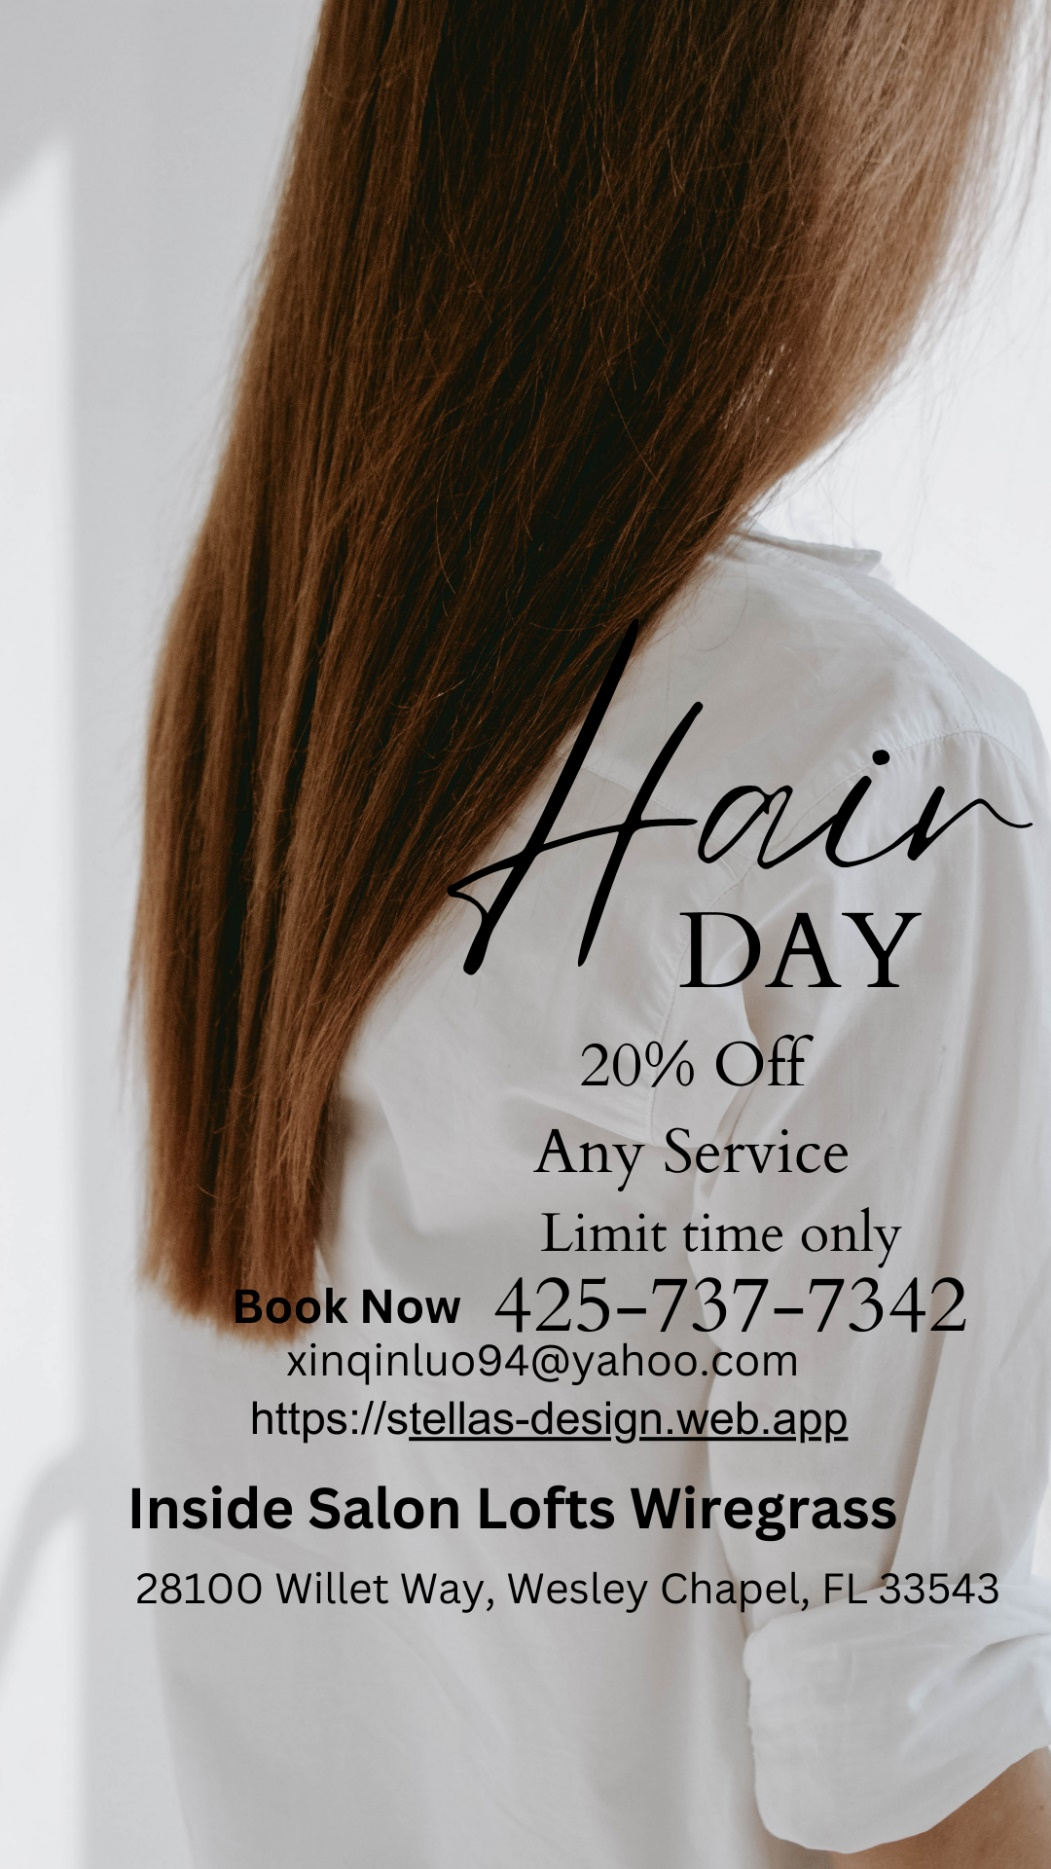 Hair
DAY
20% Off
Any Service
Limit time only
Book Now 425-737-7342
xinqinluo94@yahoo.com
https://stellas-design.web.app
Inside Salon Lofts Wiregrass
28100 Willet Way, Wesley Chapel, FL 33543